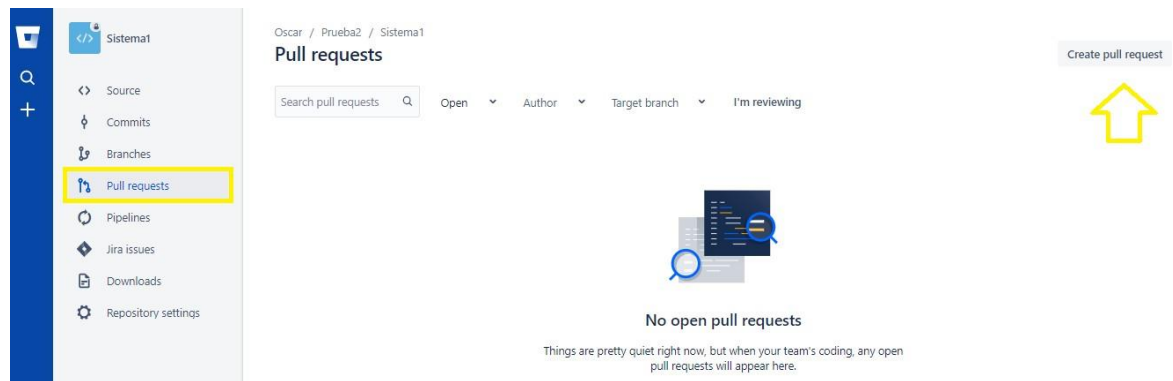 Sistema1
Source
Commits
Branches
Pull requests
Pipelines
Jira issues
Downloads
Repository settings
Oscar / Prueba2 / Sistema1
Pull requests
Create pull request
Search pull requests Open Author Target branch I'm reviewing
No open pull requests
Things are pretty quiet right now, but when your team's coding, any open
pull requests will appear here.